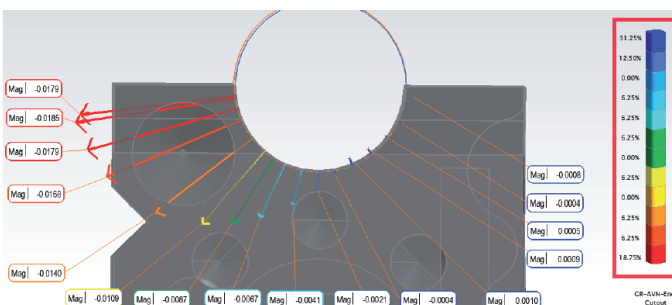 Mag -0.0179
Mag -0.0185
Mag -0.0179
Mag -0.0168
Mag -0.0140
Mag -0.0109
Mag -0.0087
Mag -0.0067
Mag -0.0041
Mag -0.0021
Mag -0.0004
Mag 0.0010
Mag -0.0008
Mag -0.0004
Mag 0.0005
Mag 0.0009
51.25%
12.50%
0.00%
6.25%
6.25%
0.00%
0.00%
6.25%
6.25%
18.75%
Cutout